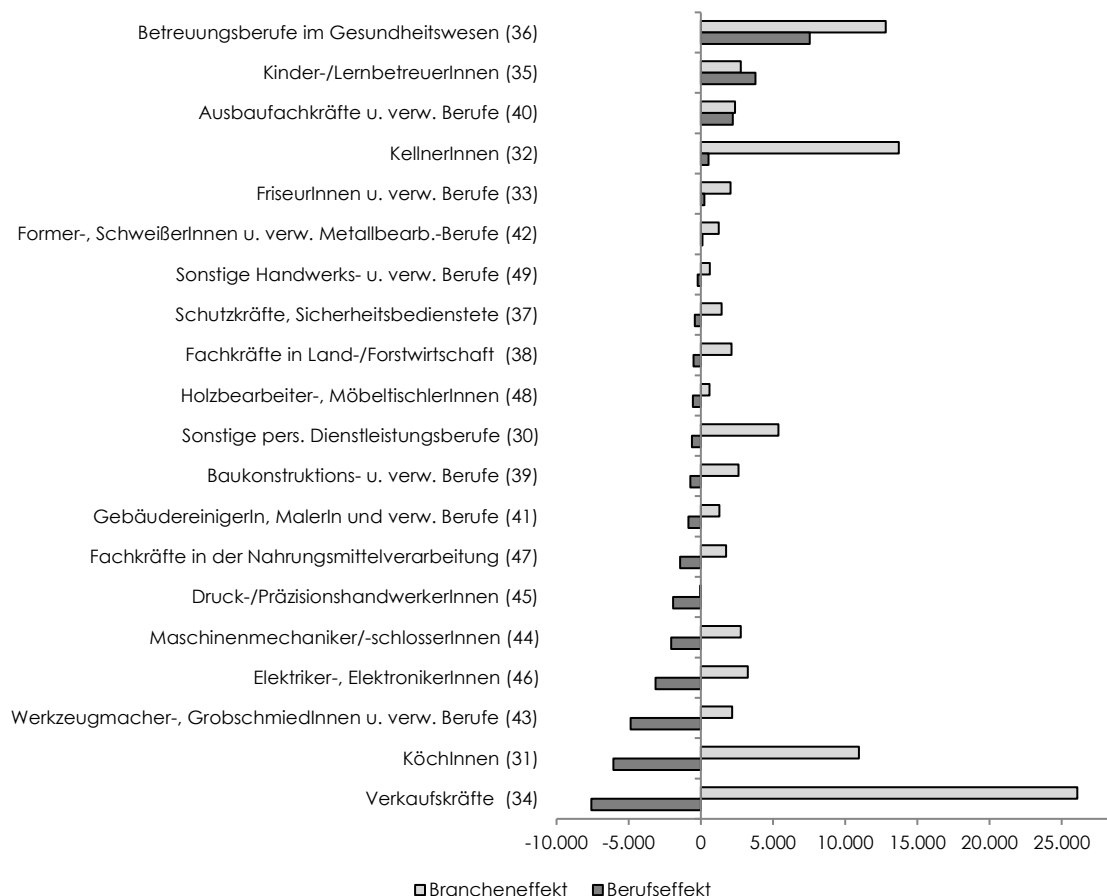 Betreuungsberufe im Gesundheitswesen (36)
Kinder-/LernbetreuerInnen (35)
Ausbaufachkräfte u. verw. Berufe (40)
KellnerInnen (32)
FriseurInnen u. verw. Berufe (33)
Former-, SchweißerInnen u. verw. Metallbearb.-Berufe (42)
Sonstige Handwerks- u. verw. Berufe (49)
Schutzkräfte, Sicherheitsbedienstete (37)
Fachkräfte in Land-/Forstwirtschaft (38)
Holzbearbeiter-, MöbeltischlerInnen (48)
Sonstige pers. Dienstleistungsberufe (30)
Baukonstruktions- u. verw. Berufe (39)
GebäudereinigerIn, MalerIn und verw. Berufe (41)
Fachkräfte in der Nahrungsmittelverarbeitung (47)
Druck-/PräzisionshandwerkerInnen (45)
Maschinenmechaniker/-schlosserInnen (44)
Elektriker-, ElektronikerInnen (46)
Werkzeugmacher-, GrobschmiedInnen u. verw. Berufe (43)
KöchInnen (31)
Verkaufskräfte (34)
-10.000 -5.000 0 5.000 10.000 15.000 20.000 25.000
Brancheneffekt Berufseffekt